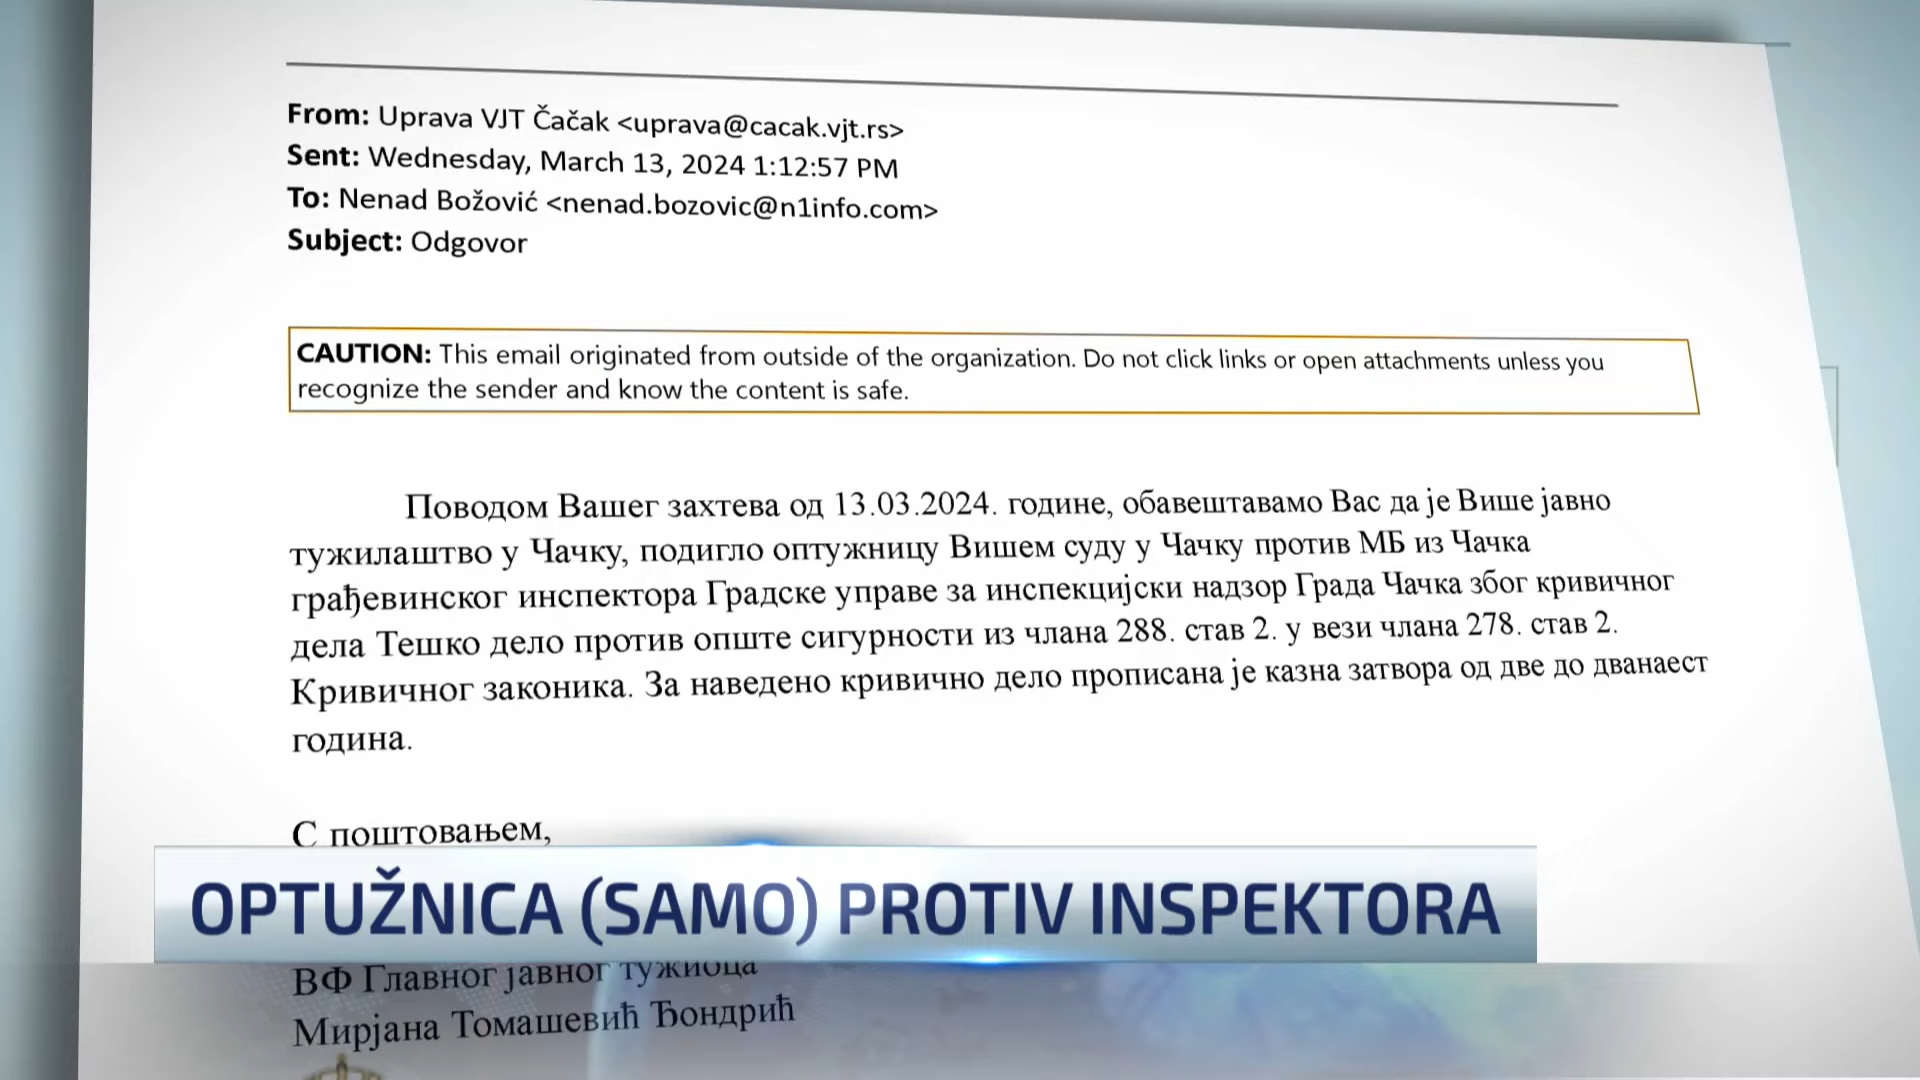 From: Uprava VJT Čačak <uprava@cacak.vjt.rs>
Sent: Wednesday, March 13, 2024 1:12:57 PM
To: Nenad Božović <nenad.bozovic@n1info.com>
Subject: Odgovor
CAUTION: This email originated from outside of the organization. Do not click links or open attachments unless you
recognize the sender and know the content is safe.
Поводом Вашег захтева од 13.03.2024. године, обавештавамо Вас да је Више јавно
тужилаштво у Чачку, подигло оптужницу Вишем суду у Чачку против МБ из Чачка
грађевинског инспектора Градске управе за инспекцијски надзор Града Чачка због кривичног
дела Тешко дело против опште сигурности из члана 288. став 2. у вези члана 278. став 2.
Кривичног законика. За наведено кривично дело прописана је казна затвора од две до дванаест
година.
С поштовањем,
OPTUŽNICA (SAMO) PROTIV INSPEKTORA
ВФ Главног јавног тужиоца
Мирјана Томашевић Ђондрић